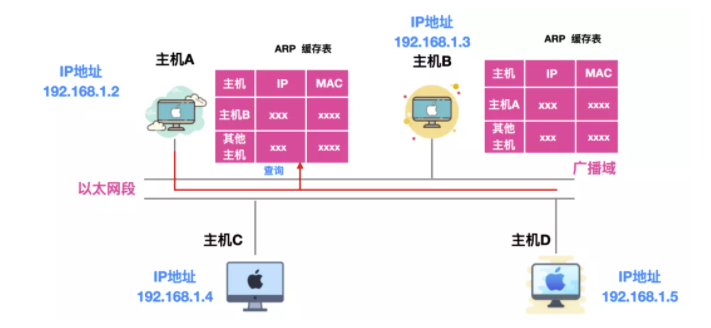 IP地址
192.168.1.3
ARP 缓存表
ARP 缓存表
主机A
主机B
IP地址
192.168.1.2
主机 IP MAC
主机B xxx xxxx
其他
主机 xxx xxxx
主机 IP MAC
主机A xxx xxxx
其他
主机 xxx xxxx
查询
广播域
以太网段
主机C
主机D
IP地址
192.168.1.4
IP地址
192.168.1.5